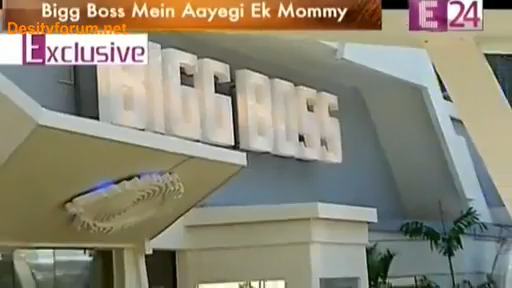 Bigg Boss Mein Aayegi Ek Mommy
Desityforum.net
E24
Exclusive
BIGG BOSS